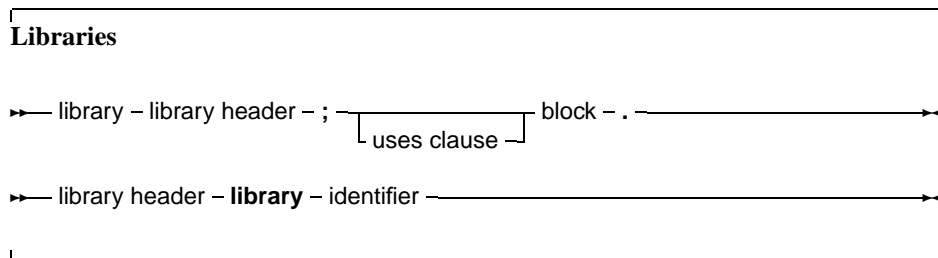 Libraries
library – library header – ; block – .
uses clause
library header – library – identifier